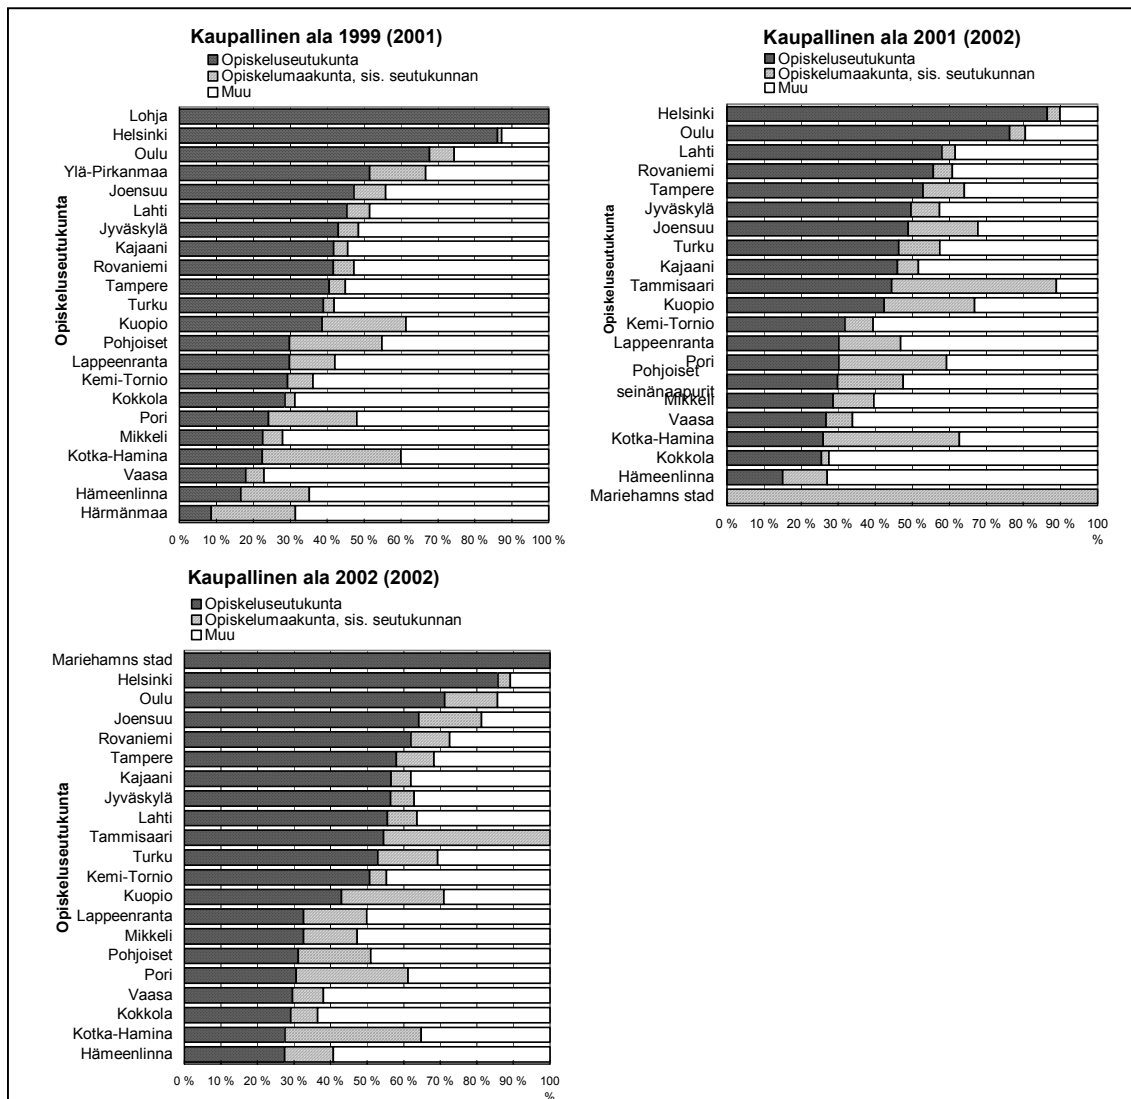 Kaupallinen ala 1999 (2001)
Opiskeluseutukunta
Opiskelumaakunta, sis. seutukunnan
Muu
Opiskeluseutukunta
Lohja
Helsinki
Oulu
Ylä-Pirkanmaa
Joensuu
Lahti
Jyväskylä
Kajaani
Rovaniemi
Tampere
Turku
Kuopio
Pohjoiset
Lappeenranta
Kemi-Tornio
Kokkola
Pori
Mikkeli
Kotka-Hamina
Vaasa
Hämeenlinna
Härmänmaa
0 % 10 % 20 % 30 % 40 % 50 % 60 % 70 % 80 % 90 % 100 %
Kaupallinen ala 2001 (2002)
Opiskeluseutukunta
Opiskelumaakunta, sis. seutukunnan
Muu
Opiskeluseutukunta
Helsinki
Oulu
Lahti
Rovaniemi
Tampere
Jyväskylä
Joensuu
Turku
Kajaani
Tammisaari
Kuopio
Kemi-Tornio
Lappeenranta
Pori
Pohjoiset
seinänaapurit
Mikkeli
Vaasa
Kotka-Hamina
Kokkola
Hämeenlinna
Mariehamns stad
0 % 10 % 20 % 30 % 40 % 50 % 60 % 70 % 80 % 90 % 100
%
Kaupallinen ala 2002 (2002)
Opiskeluseutukunta
Opiskelumaakunta, sis. seutukunnan
Muu
Opiskeluseutukunta
Mariehamns stad
Helsinki
Oulu
Joensuu
Rovaniemi
Tampere
Kajaani
Jyväskylä
Lahti
Tammisaari
Turku
Kemi-Tornio
Kuopio
Lappeenranta
Mikkeli
Pohjoiset
Pori
Vaasa
Kokkola
Kotka-Hamina
Hämeenlinna
0 % 10 % 20 % 30 % 40 % 50 % 60 % 70 % 80 % 90 % 100
%